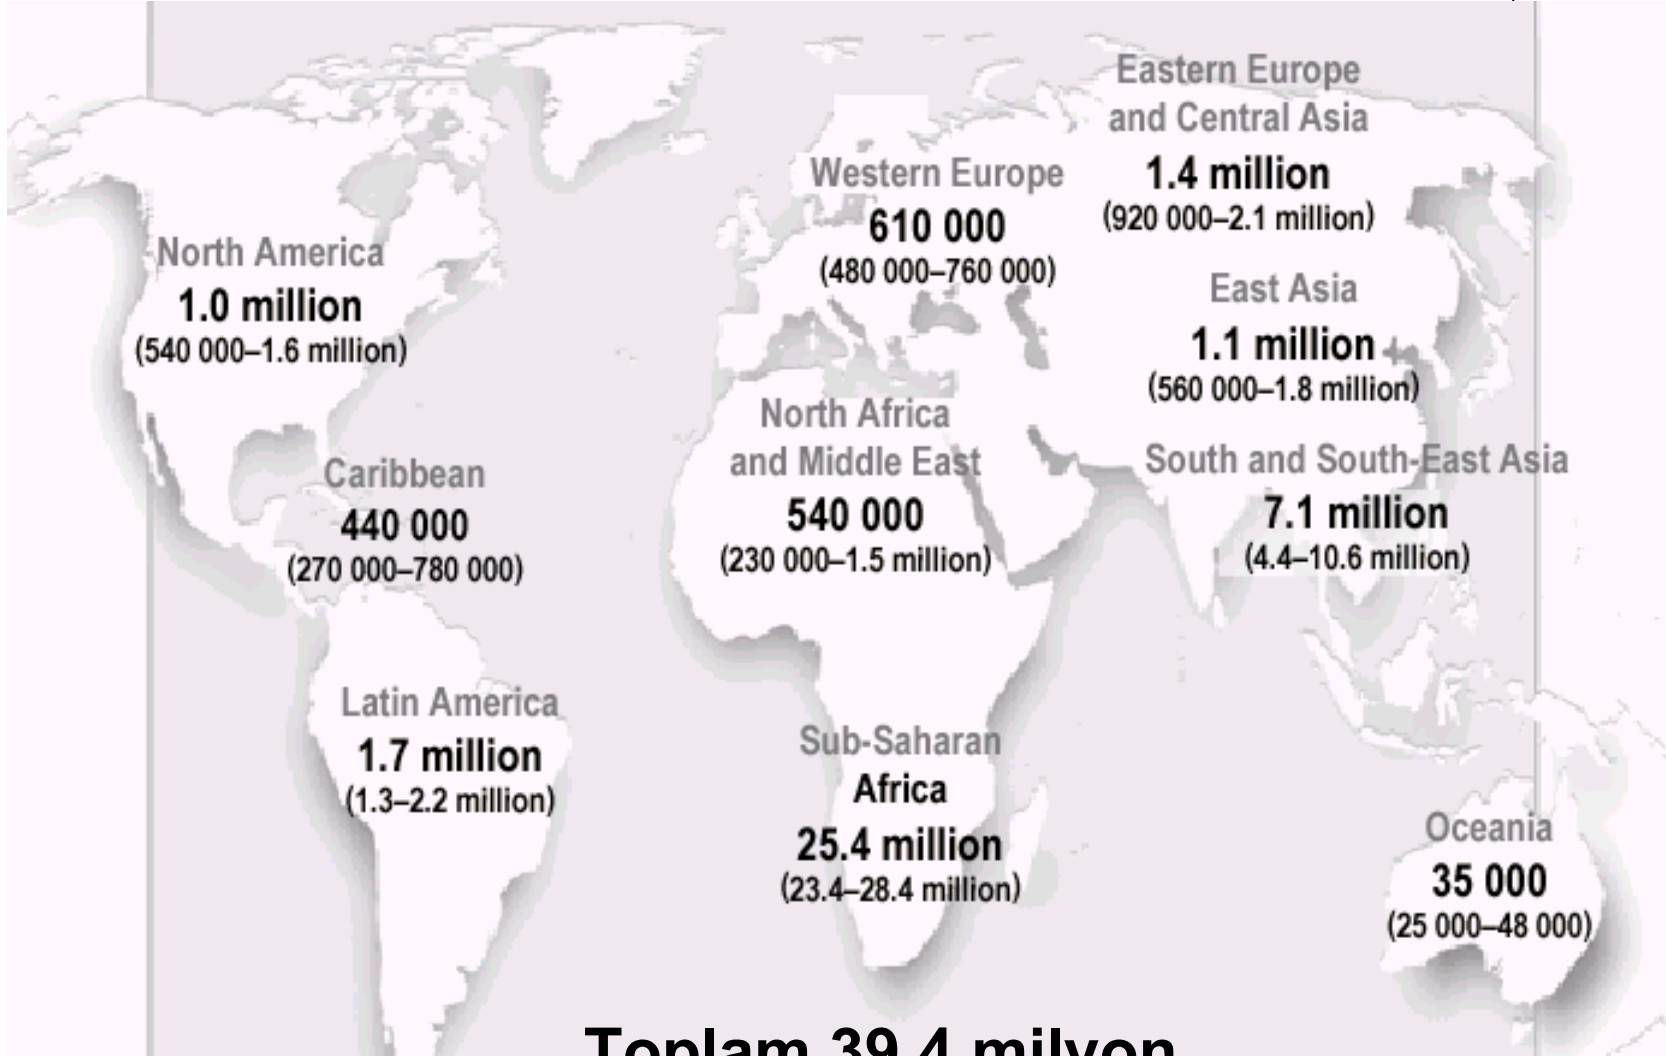 Eastern Europe
and Central Asia
1.4 million
(920 000–2.1 million)
Western Europe
610 000
(480 000–760 000)
North America
1.0 million
(540 000–1.6 million)
East Asia
1.1 million
(560 000–1.8 million)
North Africa
and Middle East
540 000
(230 000–1.5 million)
South and South-East Asia
7.1 million
(4.4–10.6 million)
Caribbean
440 000
(270 000–780 000)
Latin America
1.7 million
(1.3–2.2 million)
Sub-Saharan
Africa
25.4 million
(23.4–28.4 million)
Oceania
35 000
(25 000–48 000)
Toplam 39.4 milyon